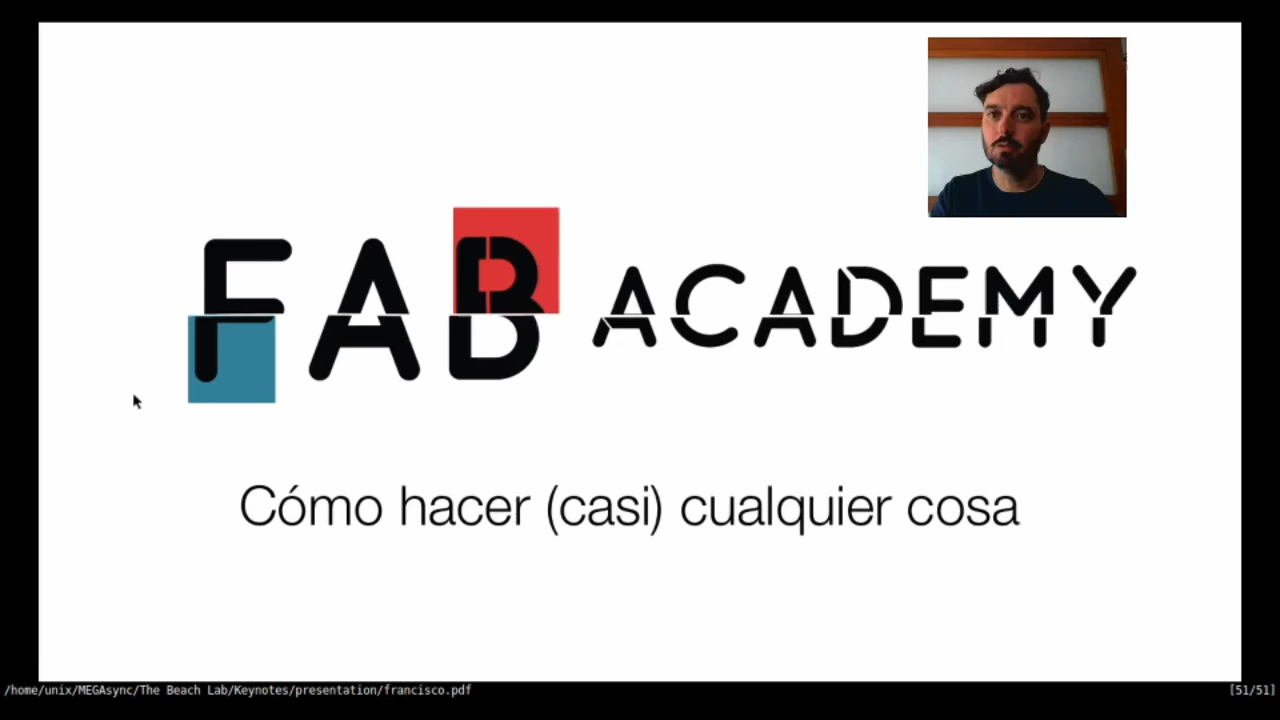 FAB ACADEMY
Cómo hacer (casi) cualquier cosa
/home/unix/MEGAsync/The Beach Lab/Keynotes/presentation/francisco.pdf
[51/51]